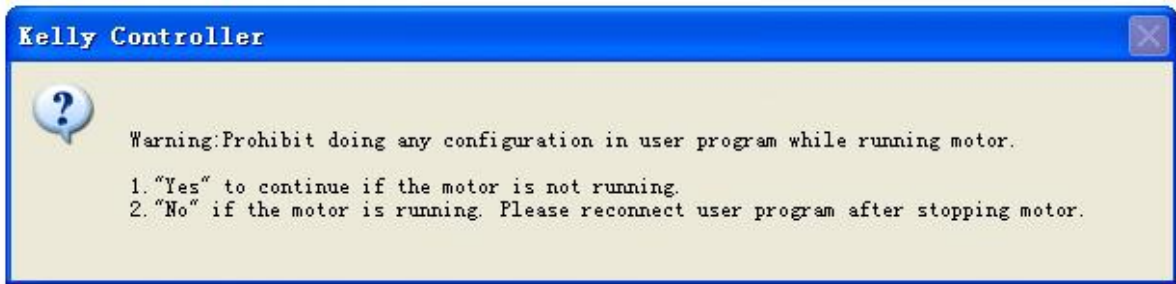 Kelly Controller
Warning:Prohibit doing any configuration in user program while running motor.
1."Yes" to continue if the motor is not running.
2."No" if the motor is running. Please reconnect user program after stopping motor.